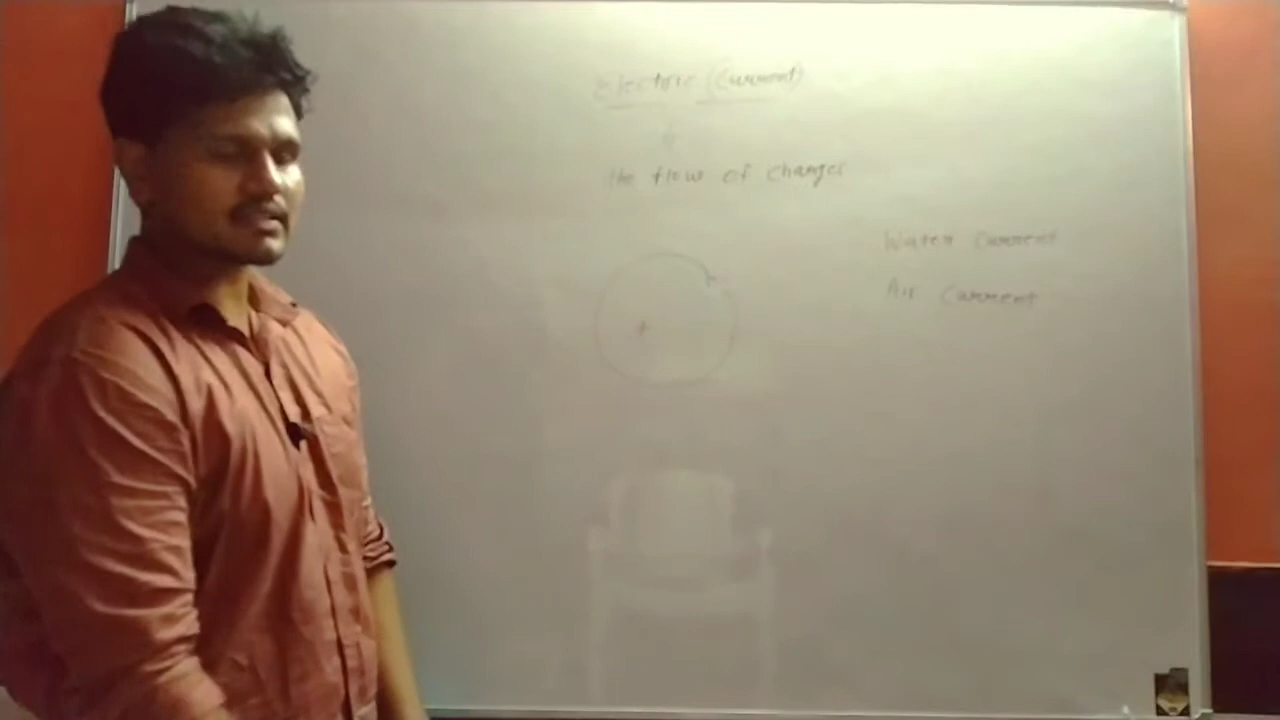 Electric (Current)
the flow of charges
Water current
Air current
+